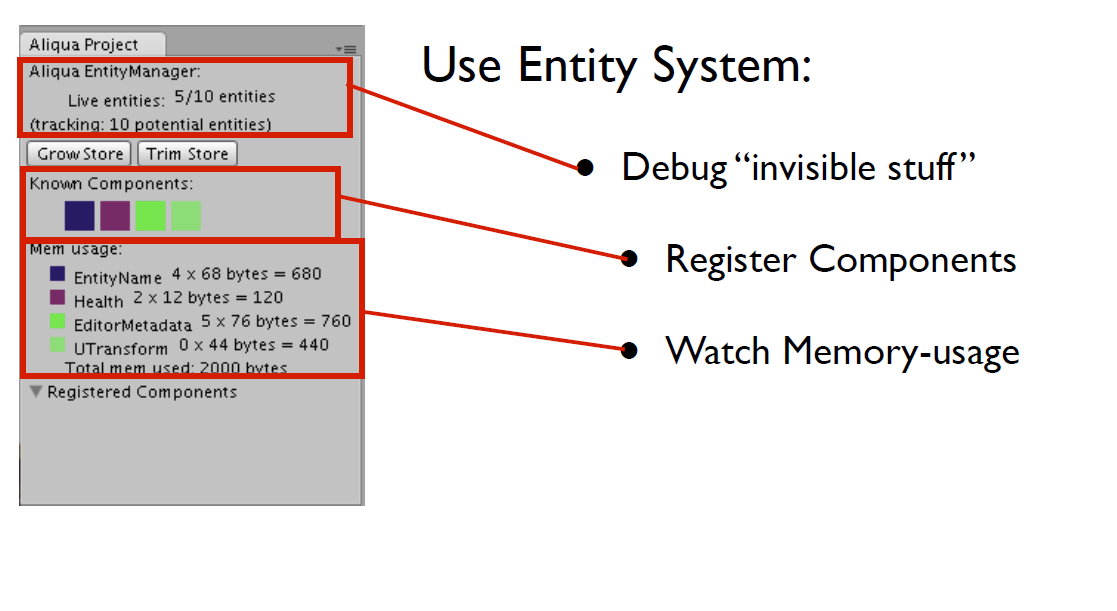 Aliqua Project
Aliqua EntityManager:
Live entities: 5/10 entities
(tracking: 10 potential entities)
Grow Store Trim Store
Known Components:
Mem usage:
EntityName 4 x 68 bytes = 680
Health 2 x 12 bytes = 120
EditorMetadata 5 x 76 bytes = 760
UTransform 0 x 44 bytes = 440
Total mem used: 2000 bytes
Registered Components
Use Entity System:
• Debug “invisible stuff”
• Register Components
• Watch Memory-usage